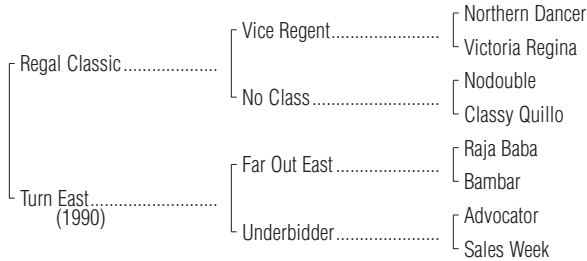 Northern Dancer
Vice Regent
Victoria Regina
Regal Classic
Nodouble
No Class
Classy Quillo
Raja Baba
Far Out East
Bambar
Turn East
(1990)
Advocator
Underbidder
Sales Week